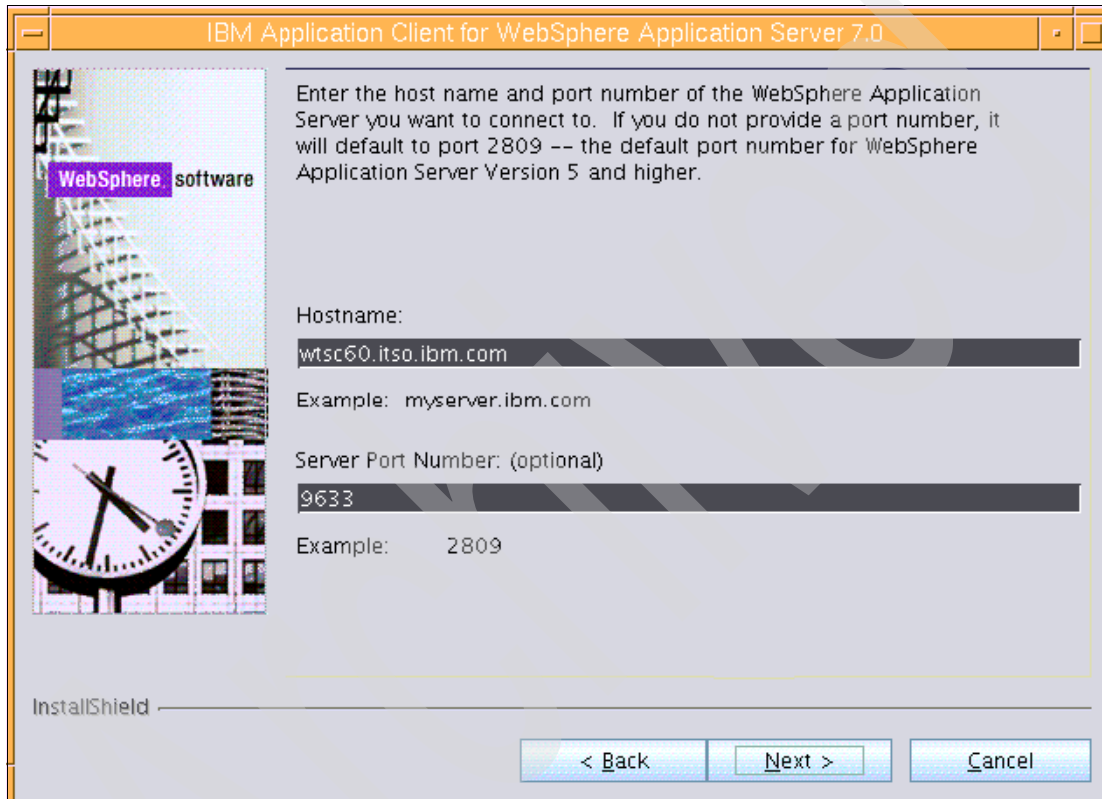 IBM Application Client for WebSphere Application Server 7.0
Enter the host name and port number of the WebSphere Application
Server you want to connect to. If you do not provide a port number, it
will default to port 2809 -- the default port number for WebSphere
Application Server Version 5 and higher.
WebSphere. software
Hostname:
wtsc60.itso.ibm.com
Example: myserver.ibm.com
Server Port Number: (optional)
9633
Example: 2809
InstallShield
< Back Next > Cancel